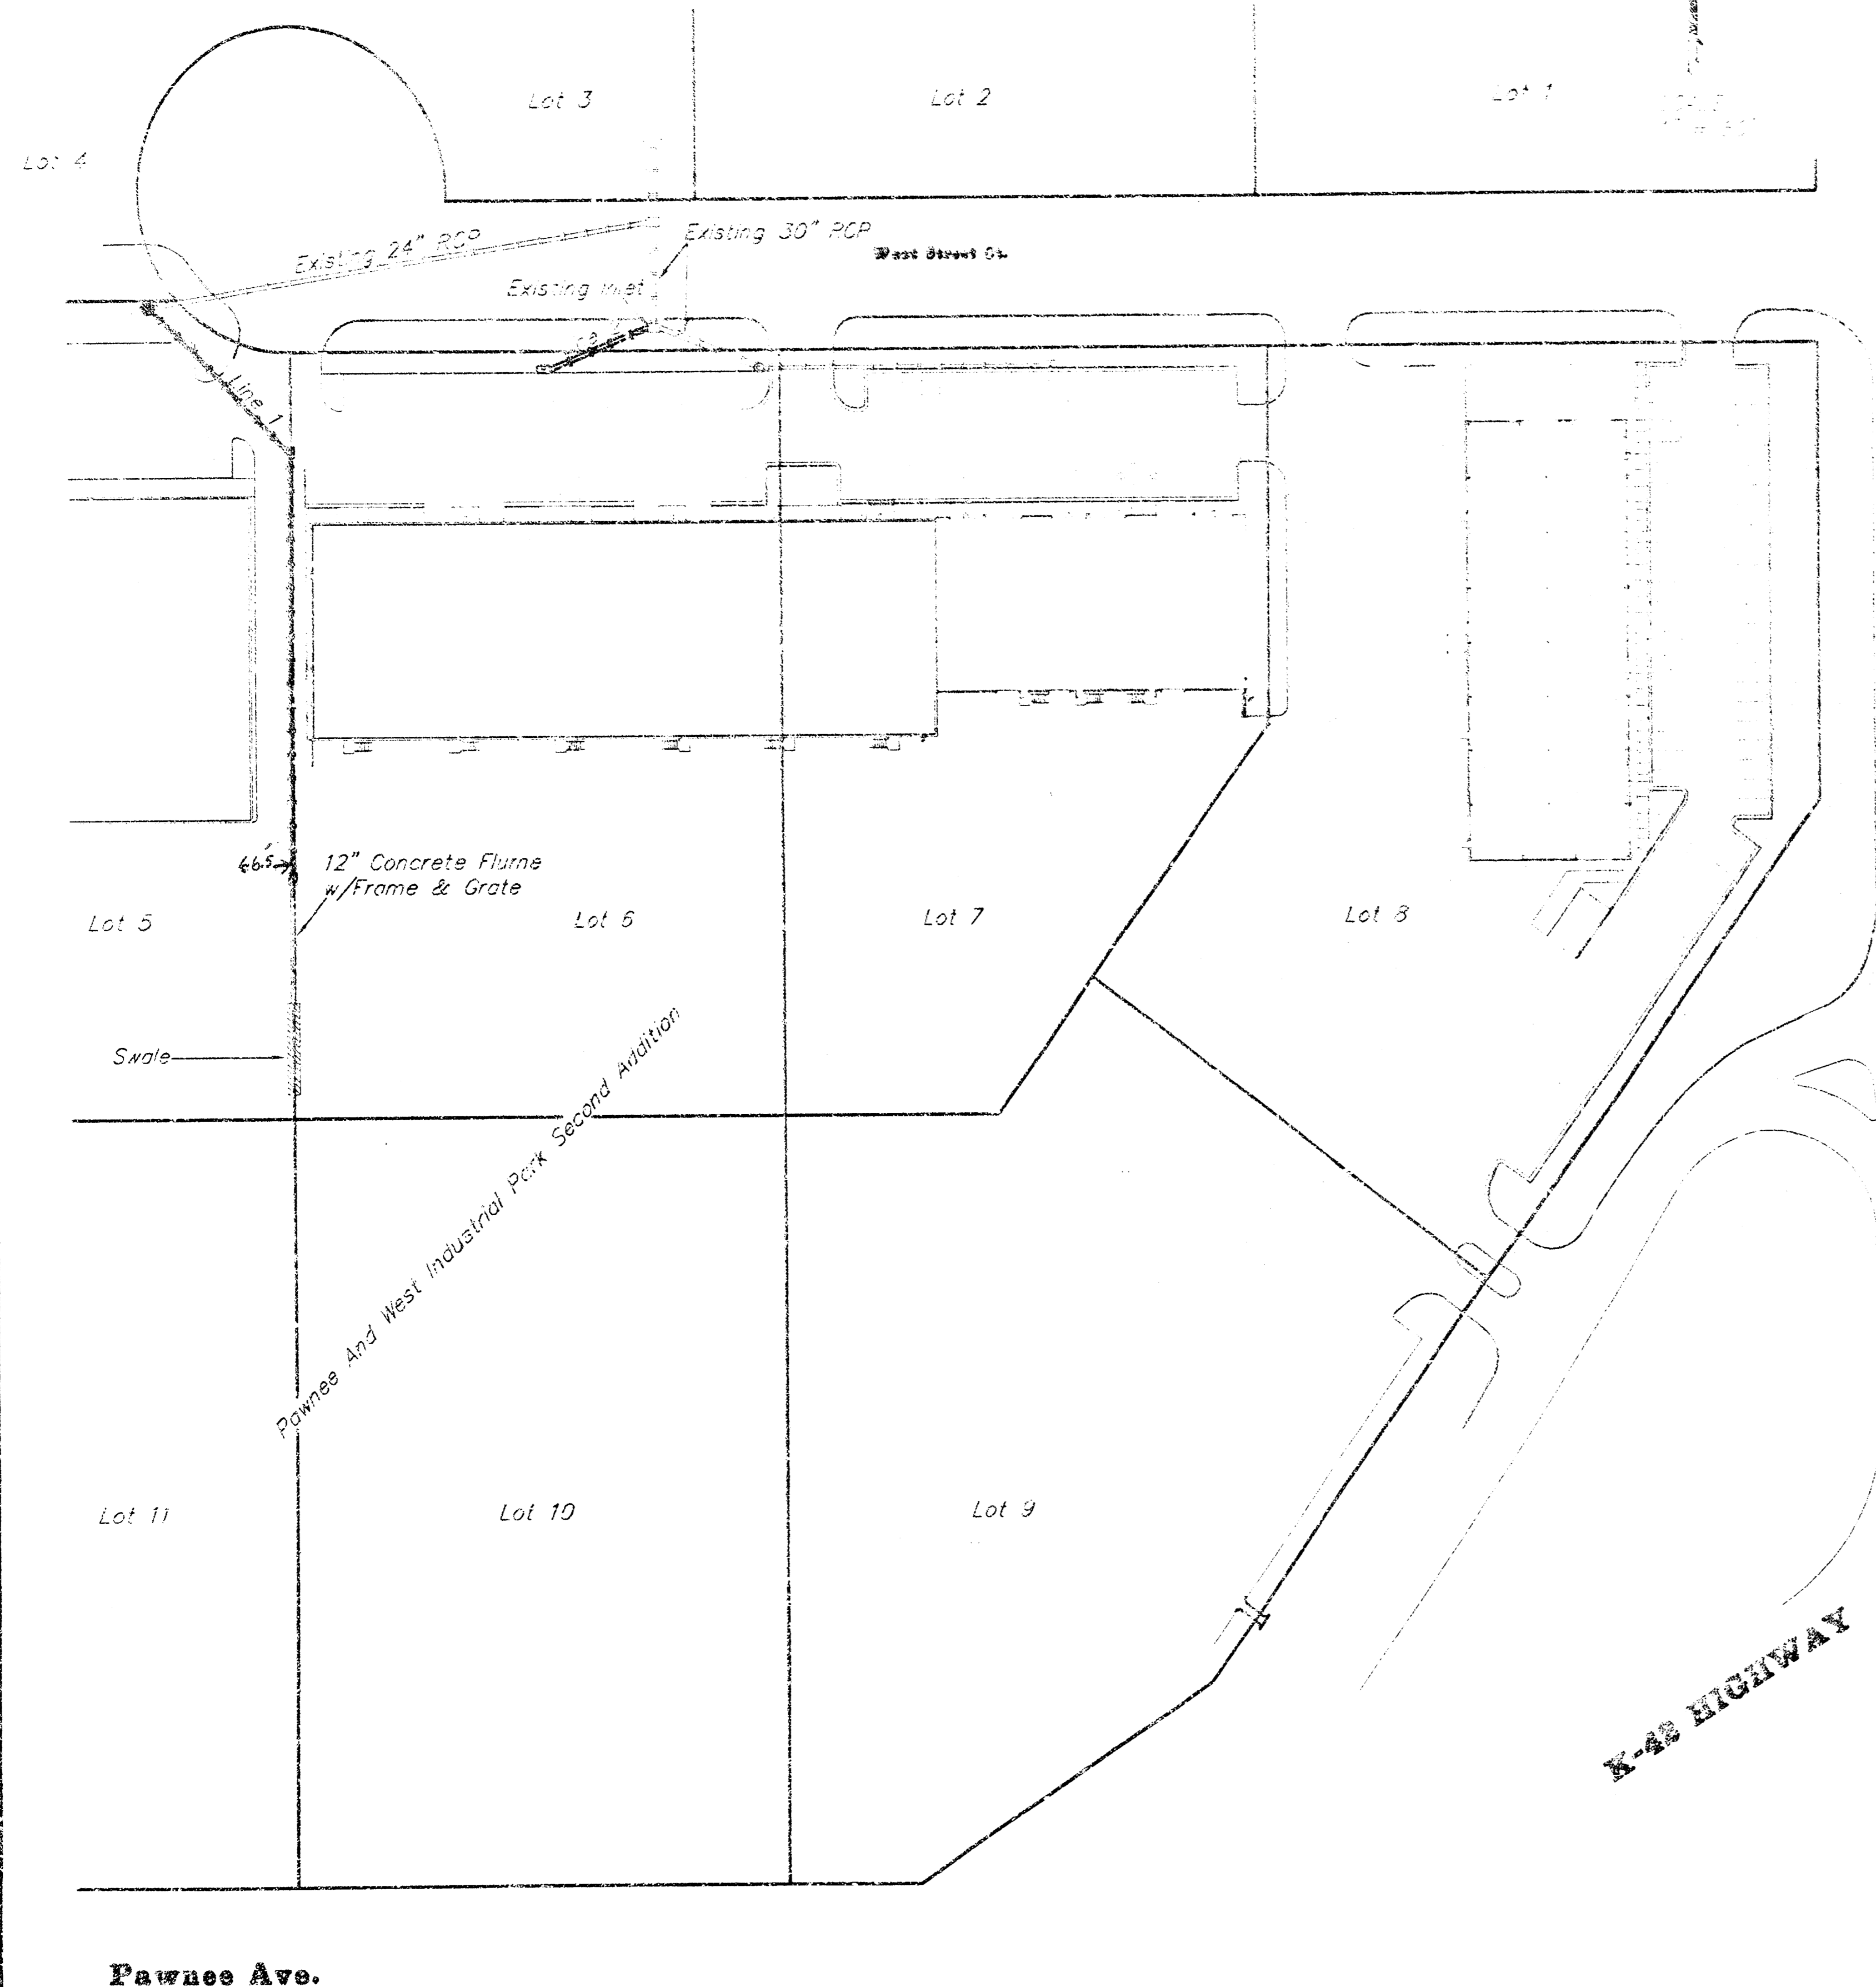 Lot 3
Lot 2
Lot 1
Lot 4
Existing 24" RCP
Existing 30" RCP
West Street Ct.
Existing Inlet
Line 1
12" Concrete Flume
w/Frame & Grate
Lot 5
Lot 6
Lot 7
Lot 8
Swale
Pawnee And West Industrial Park Second Addition
Lot 11
Lot 10
Lot 9
K-42 HIGHWAY
Pawnee Ave.